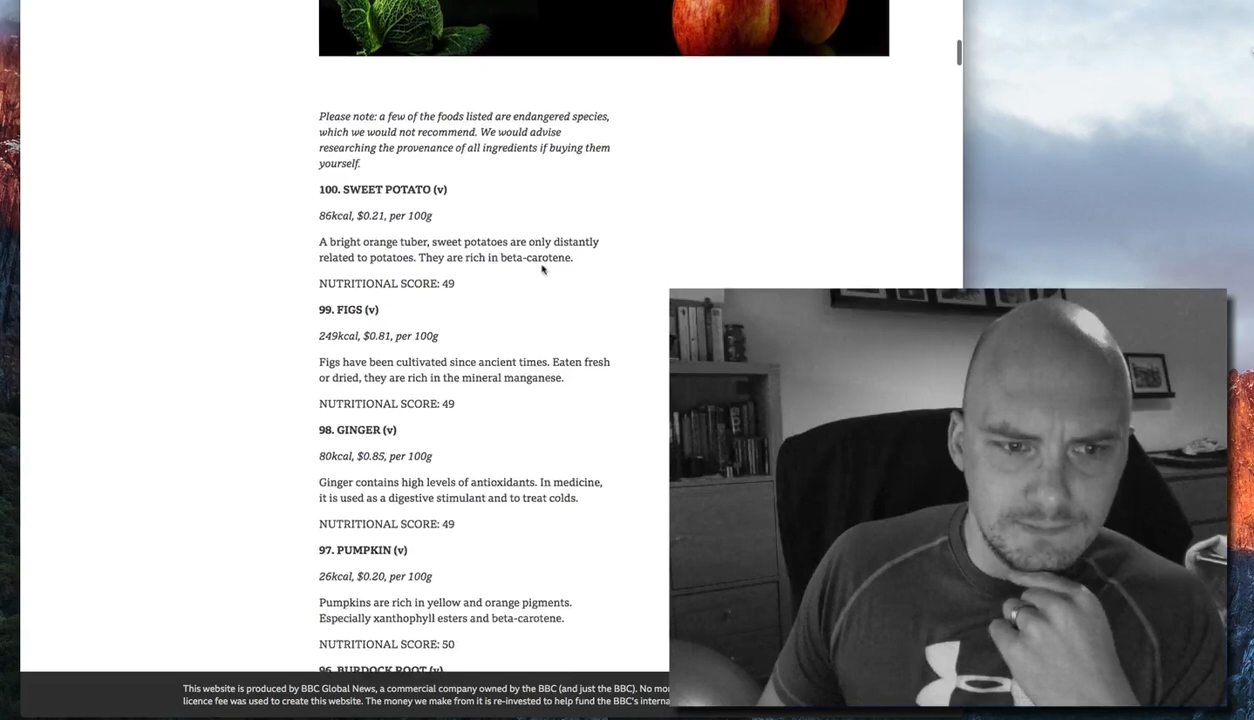 Please note: a few of the foods listed are endangered species,
which we would not recommend. We would advise
researching the provenance of all ingredients if buying them
yourself.
100. SWEET POTATO (v)
86kcal, $0.21, per 100g
A bright orange tuber, sweet potatoes are only distantly
related to potatoes. They are rich in beta-carotene.
NUTRITIONAL SCORE: 49
99. FIGS (v)
249kcal, $0.81, per 100g
Figs have been cultivated since ancient times. Eaten fresh
or dried, they are rich in the mineral manganese.
NUTRITIONAL SCORE: 49
98. GINGER (v)
80kcal, $0.85, per 100g
Ginger contains high levels of antioxidants. In medicine,
it is used as a digestive stimulant and to treat colds.
NUTRITIONAL SCORE: 49
97. PUMPKIN (v)
26kcal, $0.20, per 100g
Pumpkins are rich in yellow and orange pigments.
Especially xanthophyll esters and beta-carotene.
NUTRITIONAL SCORE: 50
96. BURDOCK ROOT (v)
This website is produced by BBC Global News, a commercial company owned by the BBC (and just the BBC). No
licence fee was used to create this website. The money we make from it is re-invested to help fund the BBC's